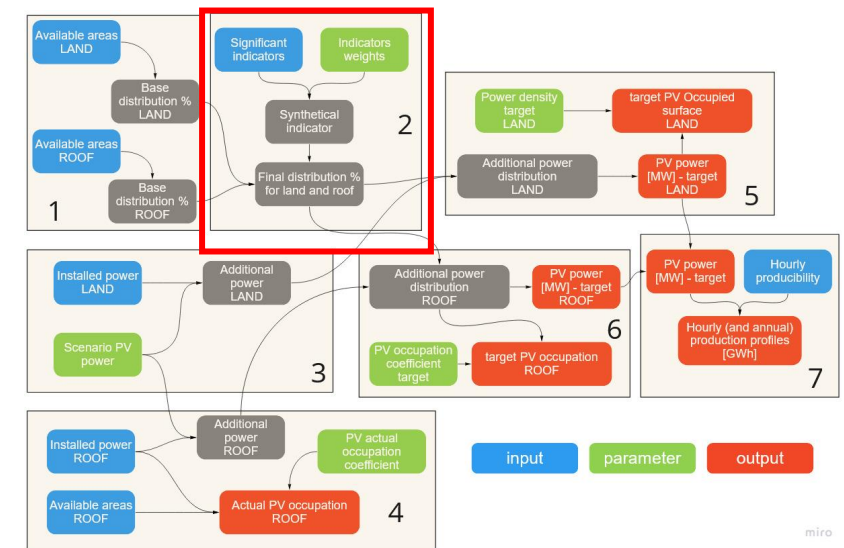 Available areas
LAND
Base
distribution %
LAND
Available areas
ROOF
Base
distribution %
ROOF
1
Significant
indicators
Indicators
weights
Synthetical
indicator
Final distribution %
for land and roof
2
Installed power
LAND
Additional
power
LAND
Scenario PV
power
3
Installed power
ROOF
Additional
power
ROOF
PV actual
occupation
coefficient
Available areas
ROOF
Actual PV occupation
ROOF
4
Power density
target
LAND
target PV Occupied
surface
LAND
Additional power
distribution
LAND
PV power
[MW] - target
LAND
5
Additional power
distribution
ROOF
PV power
[MW] - target
ROOF
PV occupation
coefficient
target
target PV occupation
ROOF
6
PV power
[MW] - target
Hourly
producibility
Hourly (and annual)
production profiles
[GWh]
7
input
parameter
output
miro